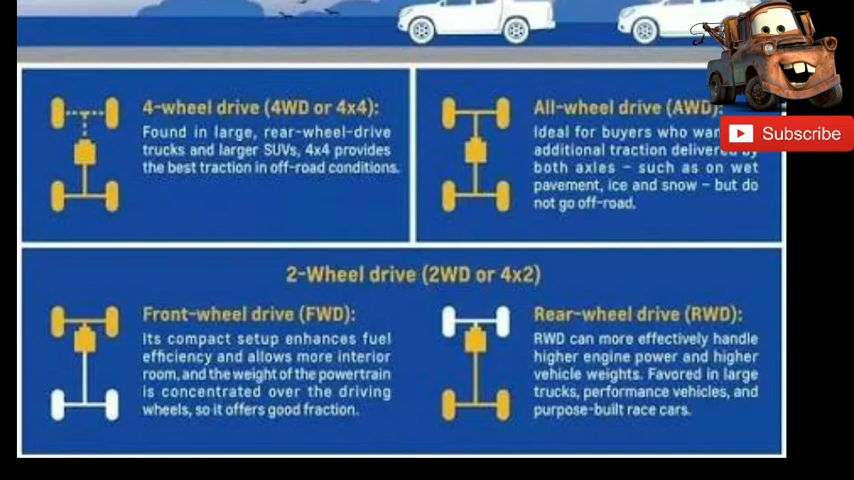 4-wheel drive (4WD or 4x4):
Found in large, rear-wheel-drive
trucks and larger SUVs, 4x4 provides
the best traction in off-road conditions.
All-wheel drive (AWD):
Ideal for buyers who
additional traction delivered by
both axles – such as on wet
pavement, ice and snow – but do
not go off-road.
Subscribe
2-Wheel drive (2WD or 4x2)
Front-wheel drive (FWD):
Its compact setup enhances fuel
efficiency and allows more interior
room, and the weight of the powertrain
is concentrated over the driving
wheels, so it offers good fraction.
Rear-wheel drive (RWD):
RWD can more effectively handle
higher engine power and higher
vehicle weights. Favored in large
trucks, performance vehicles, and
purpose-built race cars.